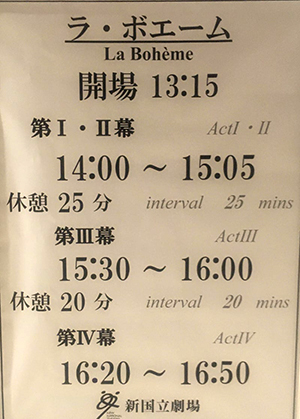 ラ・ボエーム
La Bohème
開場 13:15
第Ⅰ・Ⅱ幕 ActI・II
14:00 ～ 15:05
休憩 25 分 interval 25 mins
第Ⅲ幕 ActIII
15:30 ～ 16:00
休憩 20 分 interval 20 mins
第Ⅳ幕 ActIV
16:20 ～ 16:50
新国立劇場